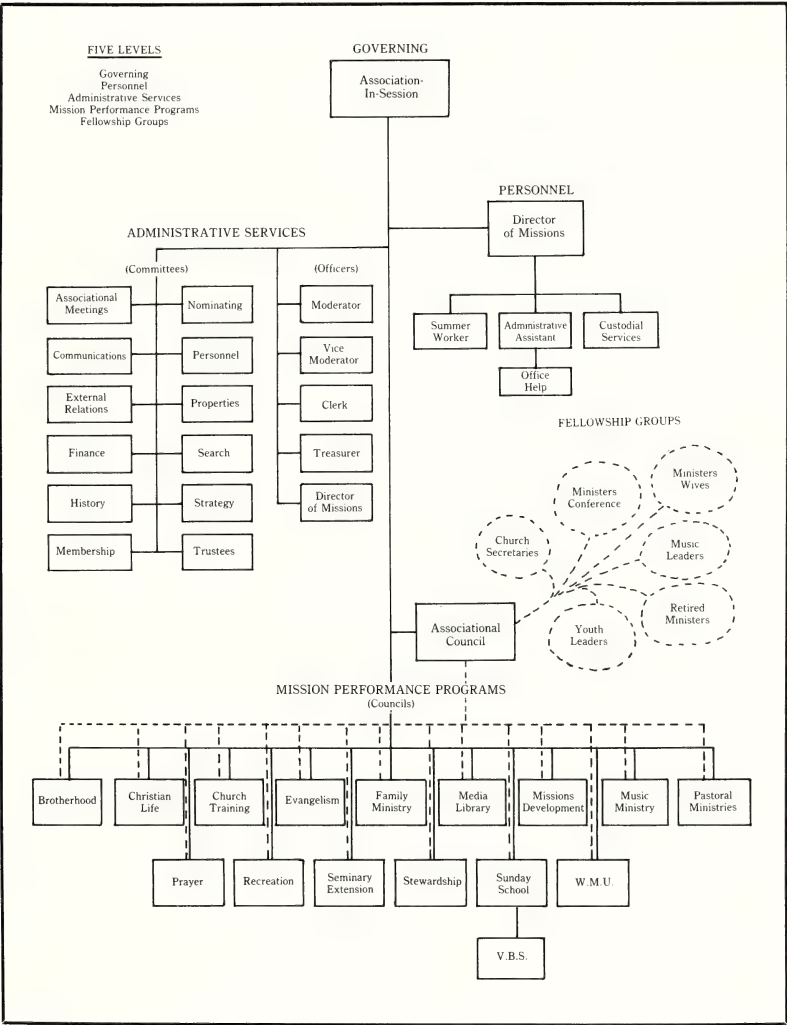 FIVE LEVELS
Governing
Personnel
Administrative Services
Mission Performance Programs
Fellowship Groups
GOVERNING
Association-
In-Session
PERSONNEL
Director
of Missions
Summer
Worker
Administrative
Assistant
Custodial
Services
Office
Help
ADMINISTRATIVE SERVICES
(Committees)
(Officers)
Associational
Meetings
Nominating
Moderator
Communications
Personnel
Vice
Moderator
External
Relations
Properties
Clerk
Finance
Search
Treasurer
History
Strategy
Director
of Missions
Membership
Trustees
FELLOWSHIP GROUPS
Church
Secretaries
Ministers
Conference
Ministers
Wives
Music
Leaders
Retired
Ministers
Youth
Leaders
Associational
Council
MISSION PERFORMANCE PROGRAMS
(Councils)
Brotherhood
Christian
Life
Church
Training
Evangelism
Family
Ministry
Media
Library
Missions
Development
Music
Ministry
Pastoral
Ministries
Prayer
Recreation
Seminary
Extension
Stewardship
Sunday
School
W.M.U.
V.B.S.